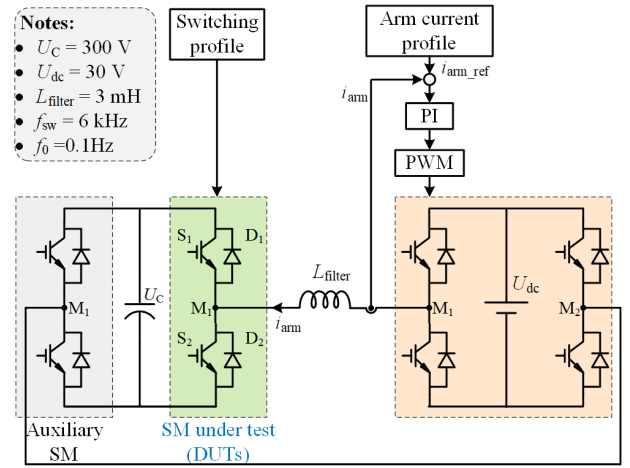 Notes:
• U_C = 300 V
• U_dc = 30 V
• L_filter = 3 mH
• f_sw = 6 kHz
• f_0 =0.1Hz
Switching
profile
Arm current
profile
i_arm_ref
i_arm
PI
PWM
S_1
D_1
L_filter
U_C
U_dc
M_1
M_1
M_1
M_2
i_arm
S_2
D_2
Auxiliary
SM
SM under test
(DUTs)